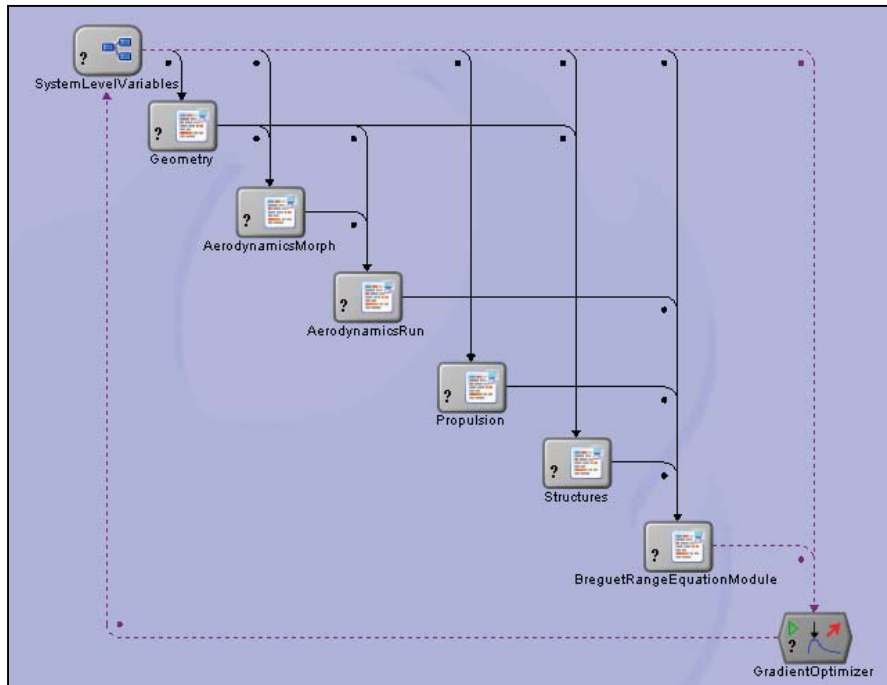 ?
SystemLevelVariables
?
Geometry
?
AerodynamicsMorph
?
AerodynamicsRun
?
Propulsion
?
Structures
?
BreguetRangeEquationModule
?
GradientOptimizer